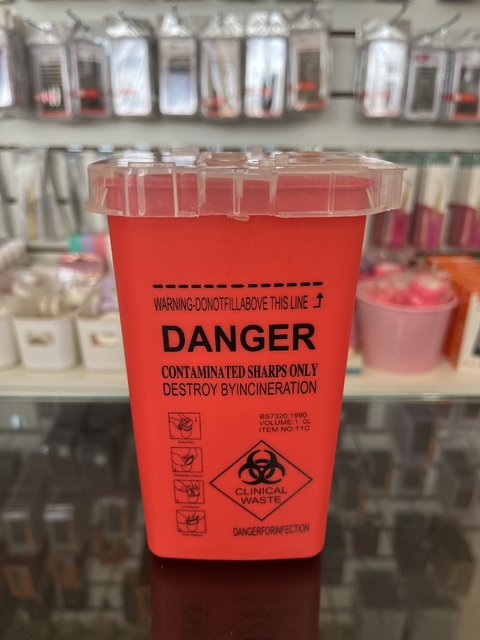 WARNING-DONOTFILLABOVE THIS LINE
DANGER
CONTAMINATED SHARPS ONLY
DESTROY BYINCINERATION
BS7320:1990
VOLUME:1. 0L
ITEM NO:T1C
CLINICAL
WASTE
DANGERFORINFECTION